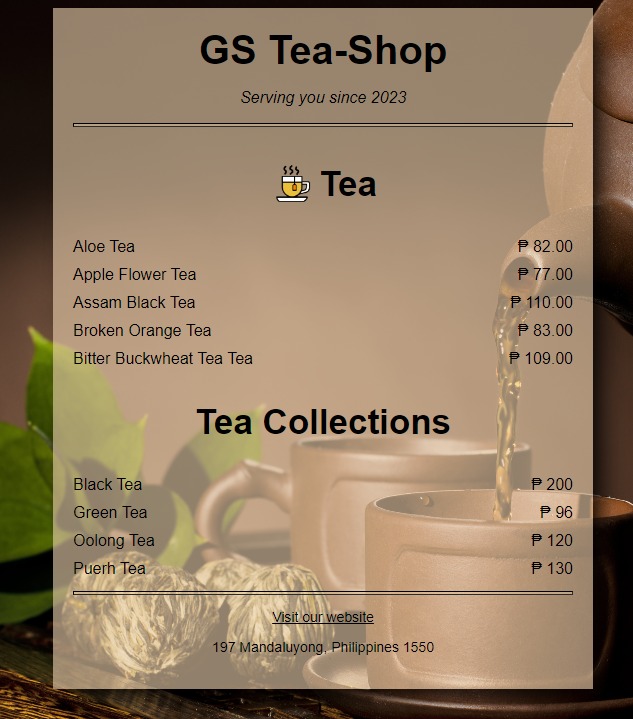 GS Tea-Shop
Serving you since 2023
Tea
Aloe Tea ₱ 82.00
Apple Flower Tea ₱ 77.00
Assam Black Tea ₱ 110.00
Broken Orange Tea ₱ 83.00
Bitter Buckwheat Tea Tea ₱ 109.00
Tea Collections
Black Tea ₱ 200
Green Tea ₱ 96
Oolong Tea ₱ 120
Puerh Tea ₱ 130
Visit our website
197 Mandaluyong, Philippines 1550